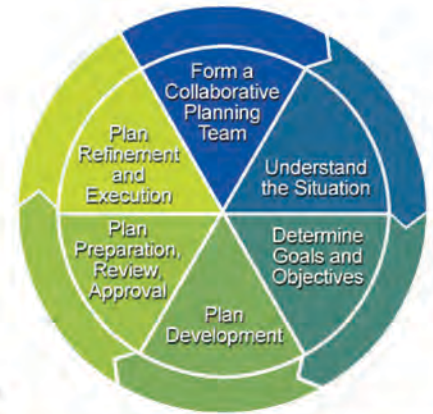 Form a
Collaborative
Planning
Team
Understand
the Situation
Determine
Goals and
Objectives
Plan
Development
Plan
Preparation,
Review,
Approval
Plan
Refinement
and
Execution